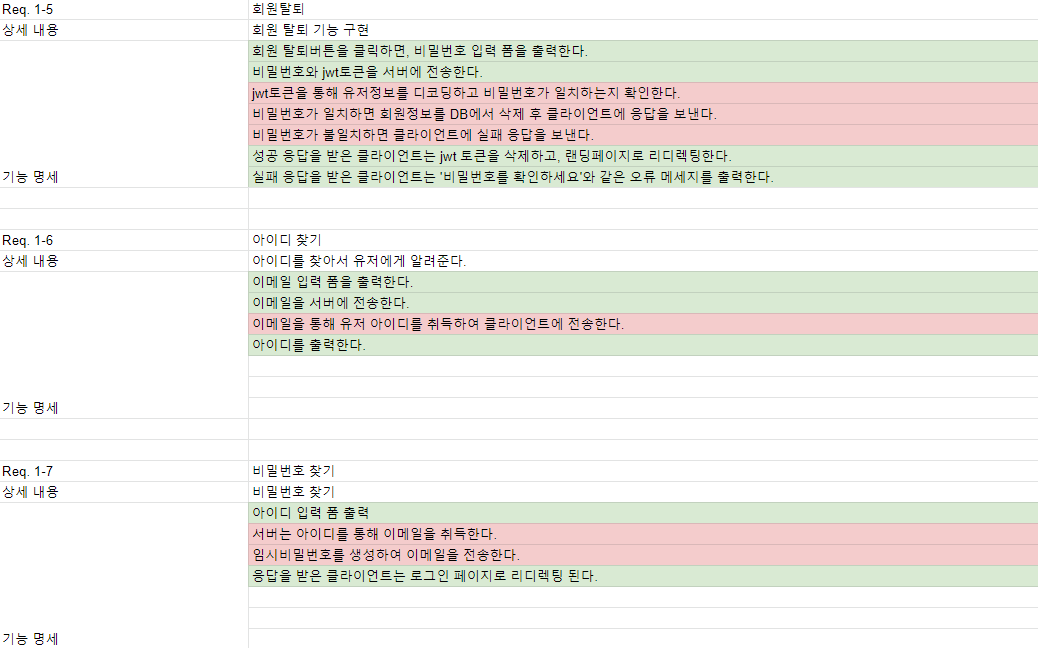 Req. 1-5 회원탈퇴
상세 내용 회원 탈퇴 기능 구현
회원 탈퇴버튼을 클릭하면, 비밀번호 입력 폼을 출력한다.
비밀번호와 jwt토큰을 서버에 전송한다.
jwt토큰을 통해 유저정보를 디코딩하고 비밀번호가 일치하는지 확인한다.
비밀번호가 일치하면 회원정보를 DB에서 삭제 후 클라이언트에 응답을 보낸다.
비밀번호가 불일치하면 클라이언트에 실패 응답을 보낸다.
성공 응답을 받은 클라이언트는 jwt 토큰을 삭제하고, 랜딩페이지로 리디렉팅한다.
기능 명세 실패 응답을 받은 클라이언트는 '비밀번호를 확인하세요'와 같은 오류 메세지를 출력한다.
Req. 1-6 아이디 찾기
상세 내용 아이디를 찾아서 유저에게 알려준다.
이메일 입력 폼을 출력한다.
이메일을 서버에 전송한다.
이메일을 통해 유저 아이디를 취득하여 클라이언트에 전송한다.
아이디를 출력한다.
기능 명세
Req. 1-7 비밀번호 찾기
상세 내용 비밀번호 찾기
아이디 입력 폼 출력
서버는 아이디를 통해 이메일을 취득한다.
임시비밀번호를 생성하여 이메일을 전송한다.
응답을 받은 클라이언트는 로그인 페이지로 리디렉팅 된다.
기능 명세